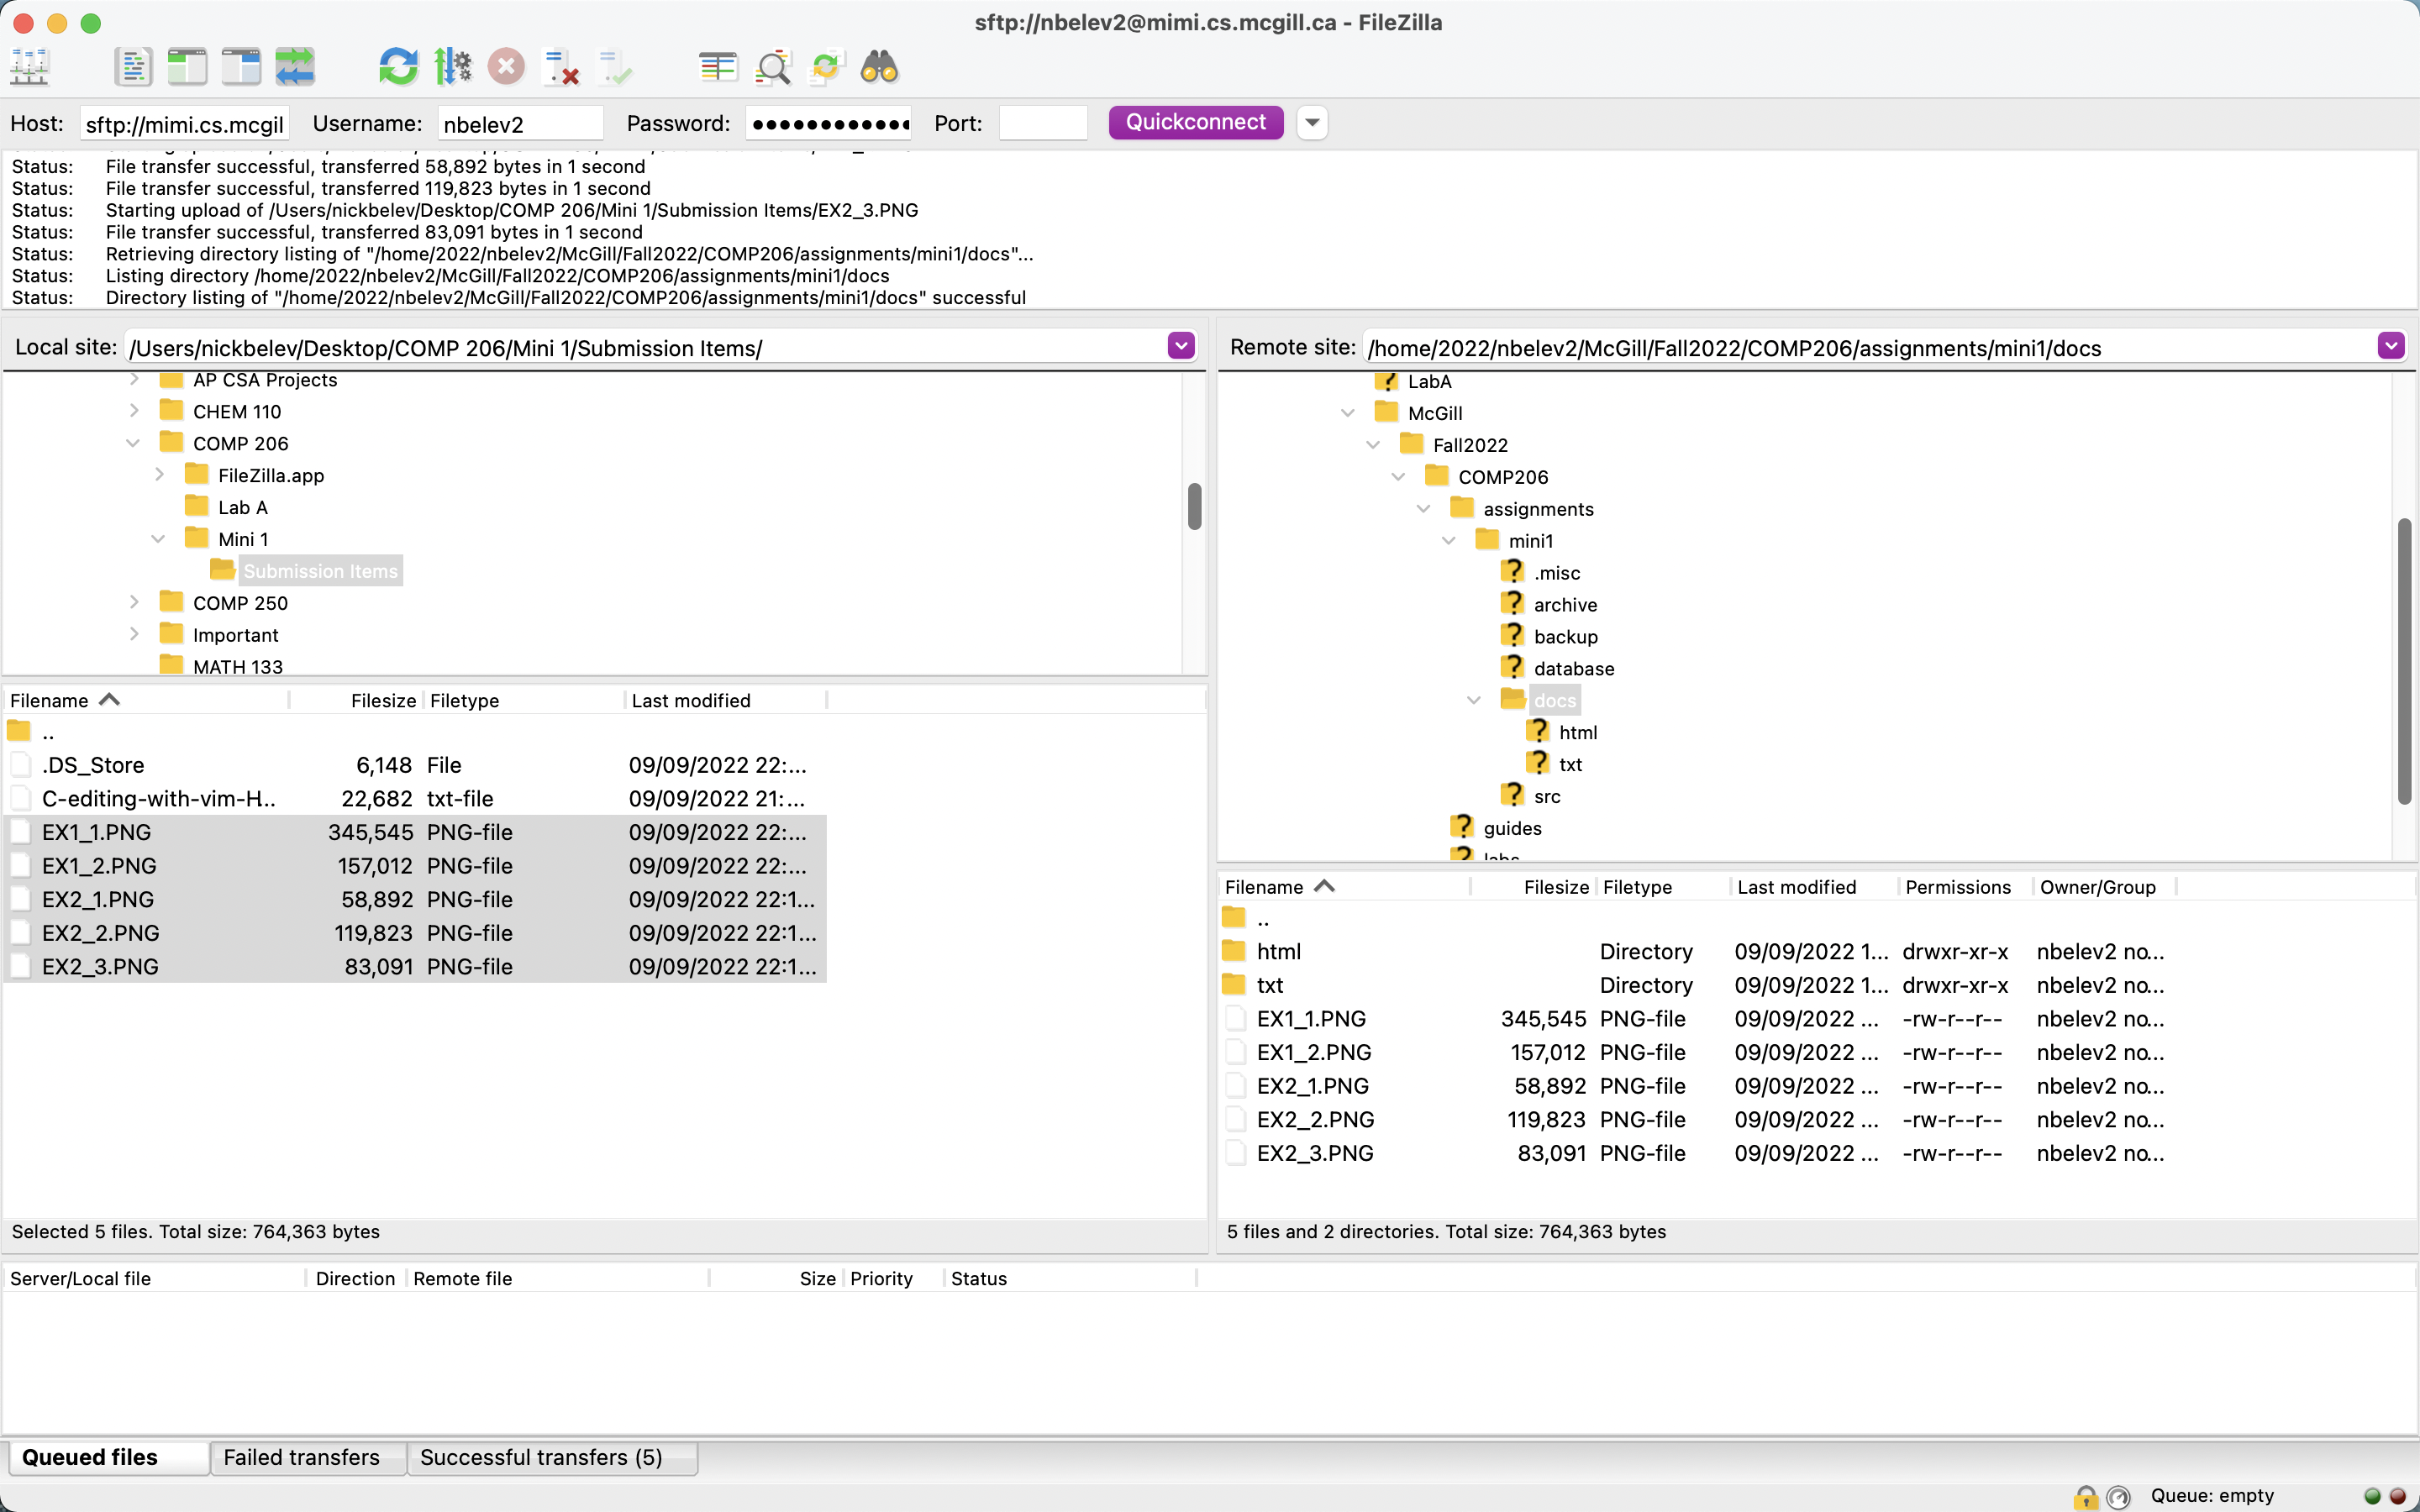 sftp://nbelev2@mimi.cs.mcgill.ca - FileZilla
Host: sftp://mimi.cs.mcgil Username: nbelev2 Password: ●●●●●●●●●●●● Port: Quickconnect
Status: File transfer successful, transferred 58,892 bytes in 1 second
Status: File transfer successful, transferred 119,823 bytes in 1 second
Status: Starting upload of /Users/nickbelev/Desktop/COMP 206/Mini 1/Submission Items/EX2_3.PNG
Status: File transfer successful, transferred 83,091 bytes in 1 second
Status: Retrieving directory listing of "/home/2022/nbelev2/McGill/Fall2022/COMP206/assignments/mini1/docs"...
Status: Listing directory /home/2022/nbelev2/McGill/Fall2022/COMP206/assignments/mini1/docs
Status: Directory listing of "/home/2022/nbelev2/McGill/Fall2022/COMP206/assignments/mini1/docs" successful
Local site: /Users/nickbelev/Desktop/COMP 206/Mini 1/Submission Items/
AP CSA Projects
CHEM 110
COMP 206
FileZilla.app
Lab A
Mini 1
Submission Items
COMP 250
Important
MATH 133
Filename Filesize Filetype Last modified
..
.DS_Store 6,148 File 09/09/2022 22:...
C-editing-with-vim-H.. 22,682 txt-file 09/09/2022 21:...
EX1_1.PNG 345,545 PNG-file 09/09/2022 22:...
EX1_2.PNG 157,012 PNG-file 09/09/2022 22:...
EX2_1.PNG 58,892 PNG-file 09/09/2022 22:1...
EX2_2.PNG 119,823 PNG-file 09/09/2022 22:1...
EX2_3.PNG 83,091 PNG-file 09/09/2022 22:1...
Selected 5 files. Total size: 764,363 bytes
Remote site: /home/2022/nbelev2/McGill/Fall2022/COMP206/assignments/mini1/docs
LabA
McGill
Fall2022
COMP206
assignments
mini1
.misc
archive
backup
database
docs
html
txt
src
guides
labs
Filename Filesize Filetype Last modified Permissions Owner/Group
..
html Directory 09/09/2022 1... drwxr-xr-x nbelev2 no...
txt Directory 09/09/2022 1... drwxr-xr-x nbelev2 no...
EX1_1.PNG 345,545 PNG-file 09/09/2022 ... -rw-r--r-- nbelev2 no...
EX1_2.PNG 157,012 PNG-file 09/09/2022 ... -rw-r--r-- nbelev2 no...
EX2_1.PNG 58,892 PNG-file 09/09/2022 ... -rw-r--r-- nbelev2 no...
EX2_2.PNG 119,823 PNG-file 09/09/2022 ... -rw-r--r-- nbelev2 no...
EX2_3.PNG 83,091 PNG-file 09/09/2022 ... -rw-r--r-- nbelev2 no...
5 files and 2 directories. Total size: 764,363 bytes
Server/Local file Direction Remote file Size Priority Status
Queued files Failed transfers Successful transfers (5)
Queue: empty